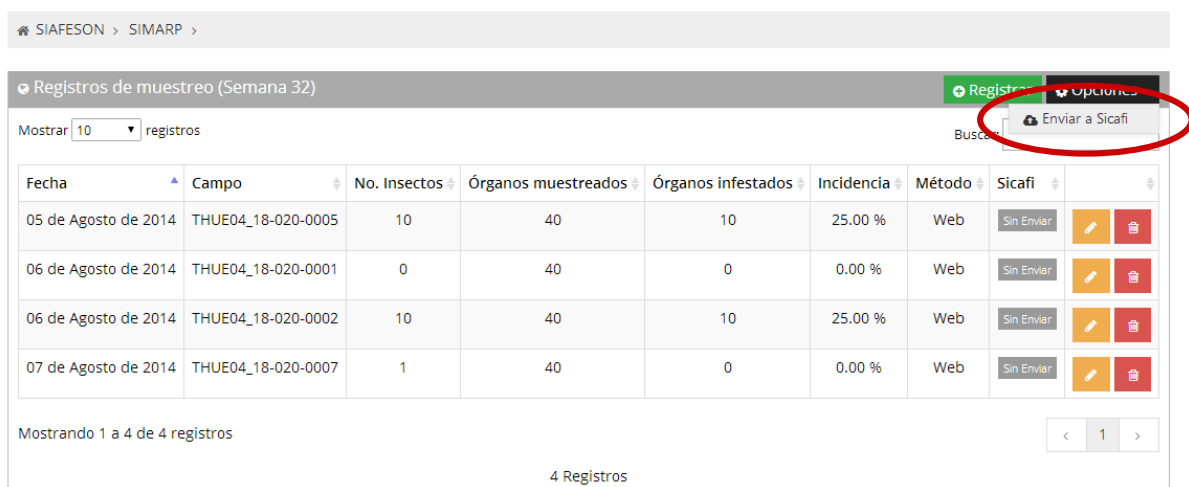 SIAFESON > SIMARP >
Registros de muestreo (Semana 32)
Registrar Opciones
Mostrar 10 registros
Enviar a Sicafi
Buscar:
Fecha Campo No. Insectos Órganos muestreados Órganos infestados Incidencia Método Sicafi
05 de Agosto de 2014 THUE04_18-020-0005 10 40 10 25.00 % Web Sin Enviar
06 de Agosto de 2014 THUE04_18-020-0001 0 40 0 0.00 % Web Sin Enviar
06 de Agosto de 2014 THUE04_18-020-0002 10 40 10 25.00 % Web Sin Enviar
07 de Agosto de 2014 THUE04_18-020-0007 1 40 0 0.00 % Web Sin Enviar
Mostrando 1 a 4 de 4 registros
< 1 >
4 Registros